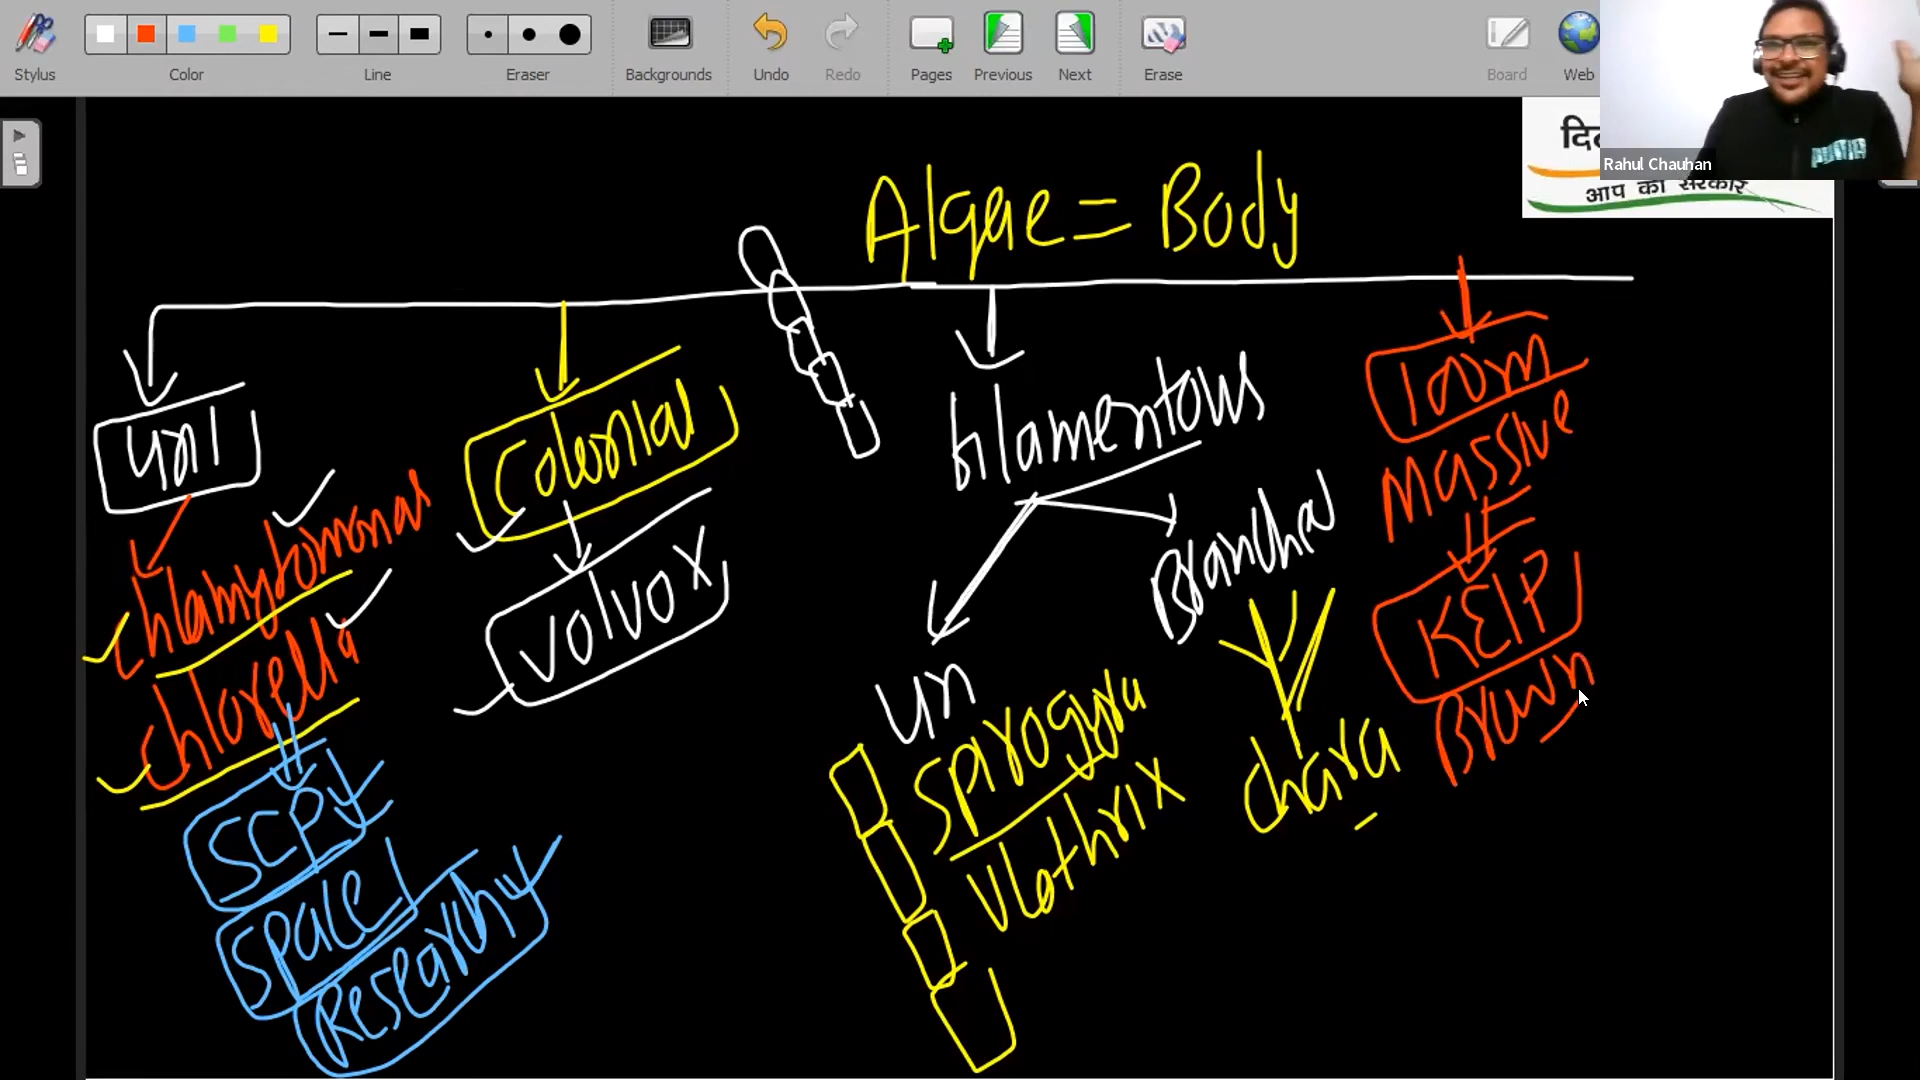 Stylus
Color
Line
Eraser
Backgrounds
Undo
Redo
Pages
Previous
Next
Erase
Board
Web
Rahul Chauhan
PUMA
दि
आप की सरकार
Algae = Body
uni
Chlamydomonas
Chlorella
SCP
Space
Research
Colonial
Volvox
filamentous
un
Spirogyra
Ulothrix
Branched
Chara
100m
Massive
KElP
Brown